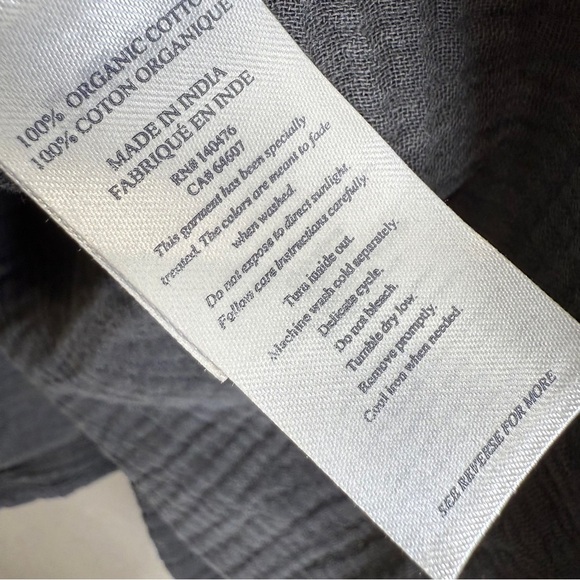 100% ORGANIC COTTO
100% COTON ORGANIQUE
MADE IN INDIA
FABRIQUÉ EN INDE
RN# 140476
CA# 64607
This garment has been specially
treated. The colors are meant to fade
when washed.
Do not expose to direct sunlight.
Follow care instructions carefully.
Turn inside out
Machine wash cold separately.
Delicate cycle.
Do not bleach.
Tumble dry low.
Remove promptly.
Cool iron when needed.
SEE REVERSE FOR MORE